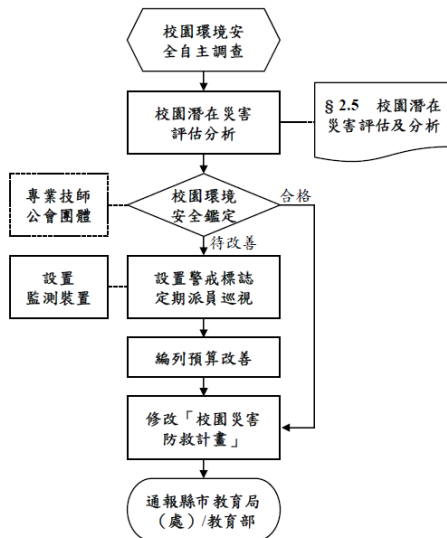 校園環境安
全自主調查
校園潛在災害
評估分析
§ 2.5 校園潛在
災害評估及分析
專業技師
公會團體
校園環境
安全鑑定
合格
待改善
設置
監測裝置
設置警戒標誌
定期派員巡視
編列預算改善
修改「校園災害
防救計畫」
通報縣市教育局
（處）/教育部